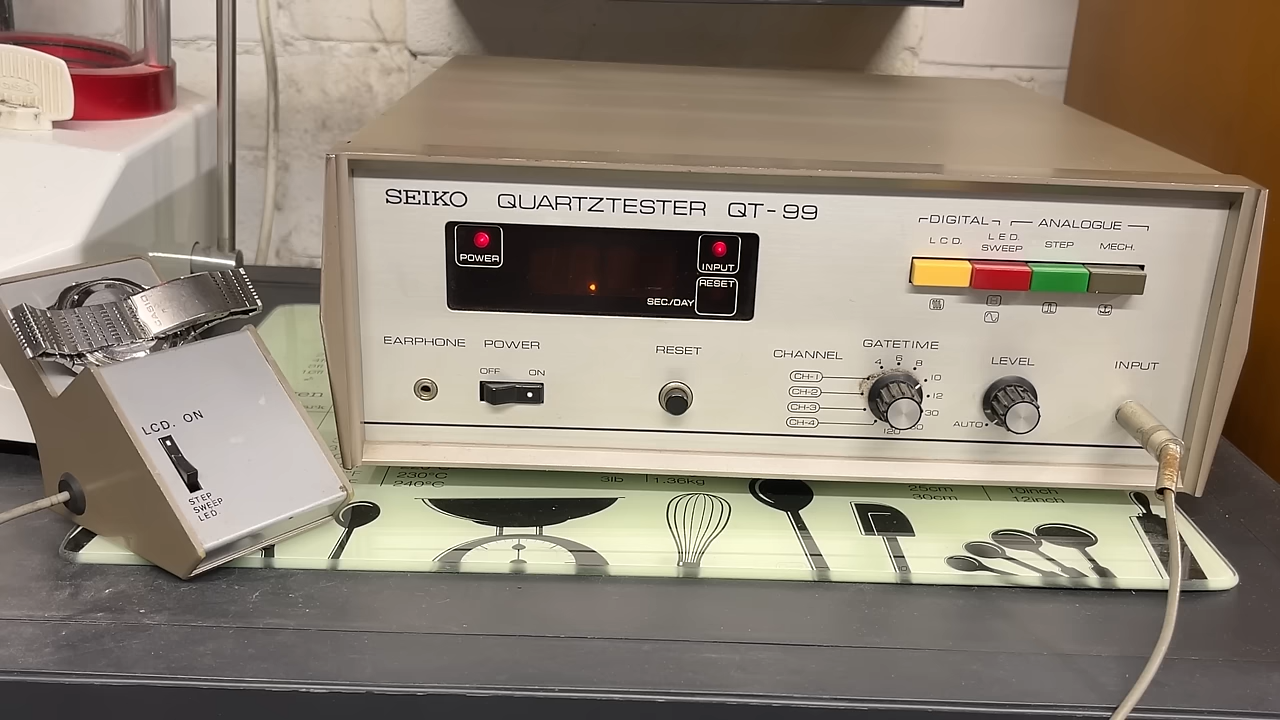 SEIKO QUARTZTESTER QT-99
DIGITAL ANALOGUE
L.C.D. L.E.D. SWEEP STEP MECH.
POWER
INPUT
RESET
SEC/DAY
EARPHONE POWER
OFF ON
RESET
CHANNEL
CH-1
CH-2
CH-3
CH-4
GATETIME
4 6 8 10 12 30 60 120
LEVEL
AUTO
INPUT
CASIO
LCD. ON
STEP
SWEEP
LED
230°C 3lb 1.36kg 25cm 10inch
240°C 30cm 12inch